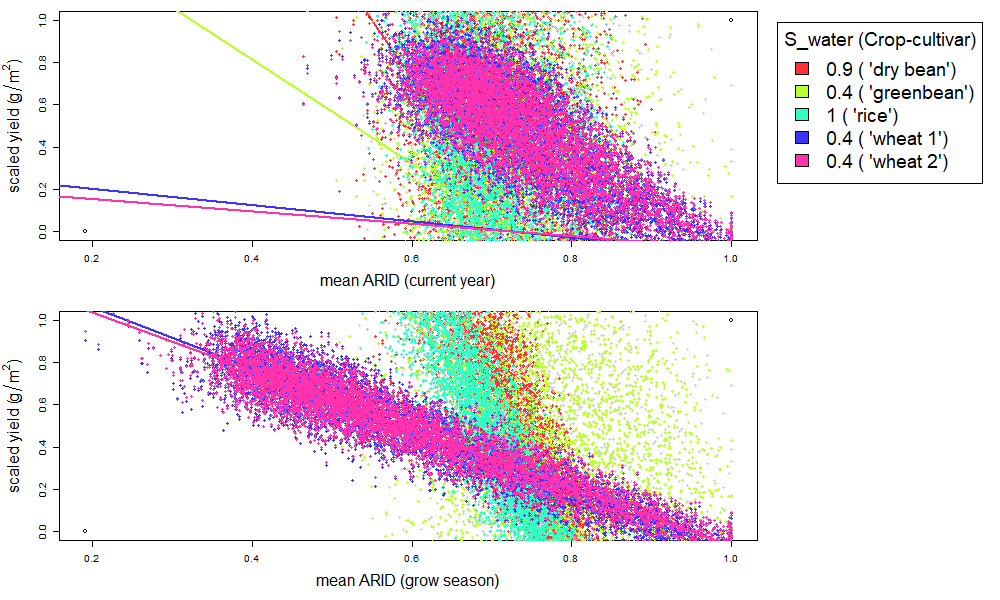 scaled yield (g/m²)
1.0
0.8
0.6
0.4
0.2
0.0
0.2 0.4 0.6 0.8 1.0
mean ARID (current year)
scaled yield (g/m²)
1.0
0.8
0.6
0.4
0.2
0.0
0.2 0.4 0.6 0.8 1.0
mean ARID (grow season)
S_water (Crop-cultivar)
0.9 ( 'dry bean')
0.4 ( 'greenbean')
1 ( 'rice')
0.4 ( 'wheat 1')
0.4 ( 'wheat 2')